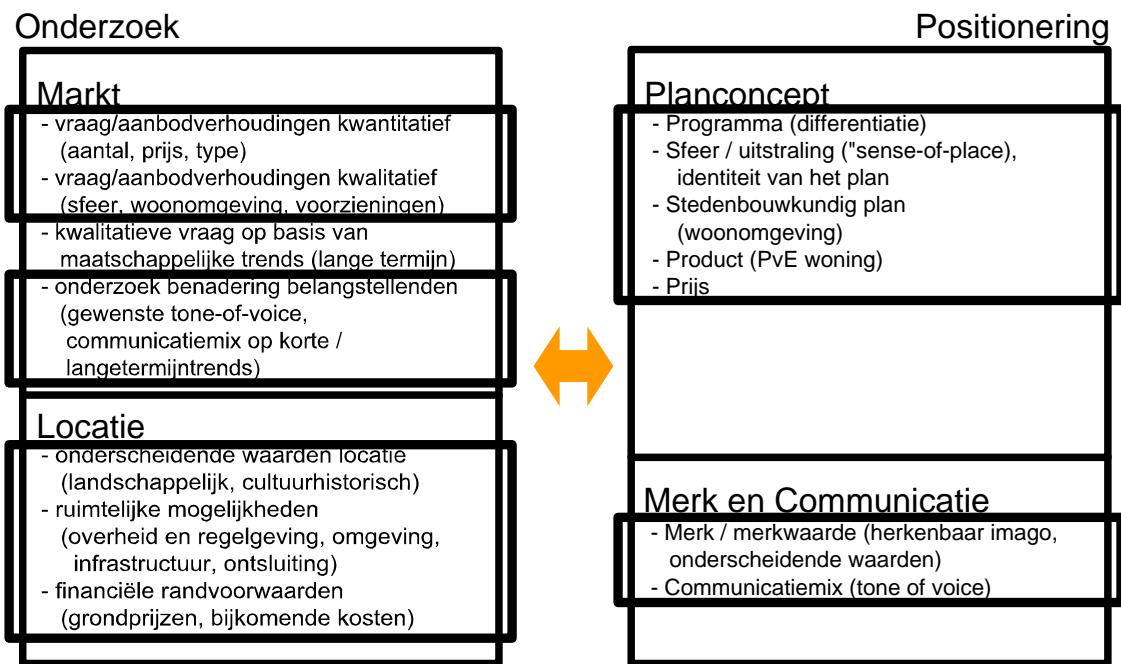 Onderzoek
Markt
- vraag/aanbodverhoudingen kwantitatief
(aantal, prijs, type)
- vraag/aanbodverhoudingen kwalitatief
(sfeer, woonomgeving, voorzieningen)
- kwalitatieve vraag op basis van
maatschappelijke trends (lange termijn)
- onderzoek benadering belangstellenden
(gewenste tone-of-voice,
communicatiemix op korte /
langetermijntrends)
Locatie
- onderscheidende waarden locatie
(landschappelijk, cultuurhistorisch)
- ruimtelijke mogelijkheden
(overheid en regelgeving, omgeving,
infrastructuur, ontsluiting)
- financiële randvoorwaarden
(grondprijzen, bijkomende kosten)
Positionering
Planconcept
- Programma (differentiatie)
- Sfeer / uitstraling ("sense-of-place),
identiteit van het plan
- Stedenbouwkundig plan
(woonomgeving)
- Product (PvE woning)
- Prijs
Merk en Communicatie
- Merk / merkwaarde (herkenbaar imago,
onderscheidende waarden)
- Communicatiemix (tone of voice)